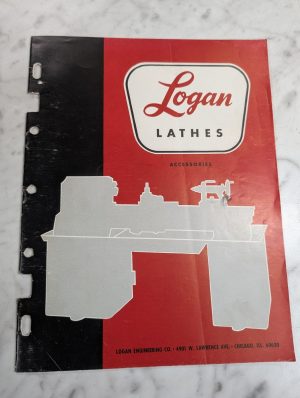 Logan
LATHES
ACCESSORIES
LOGAN ENGINEERING CO. • 4901 W. LAWRENCE AVE. • CHICAGO, ILL. 60630